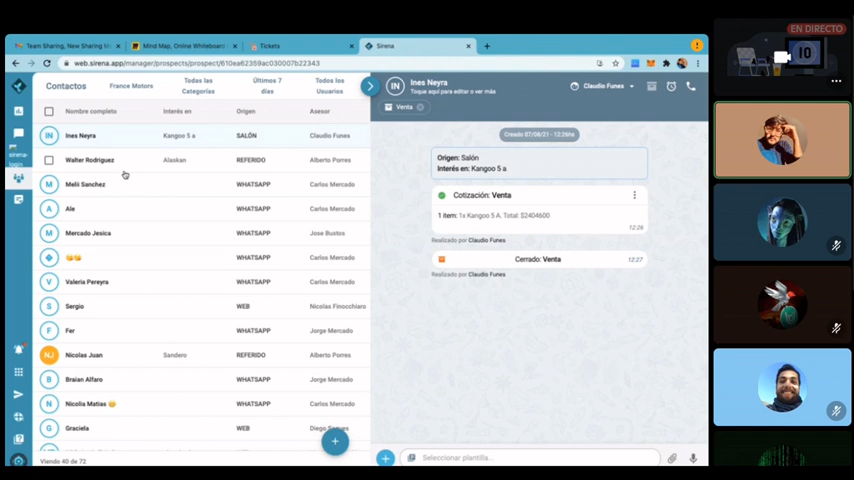 Team Sharing, New Sharing M
Mind Map, Online Whiteboard
Tickets
Sirena
web.sirena.app/manager/prospects/prospect/610ea62359ac030007b22343
EN DIRECTO
IO
Contactos
France Motors
Todas las Categorías
Últimos 7 días
Todos los Usuarios
Nombre completo
Interés en
Origen
Asesor
IN Ines Neyra Kangoo 5 a SALÓN Claudio Funes
Walter Rodriguez Alaskan REFERIDO Alberto Porres
M Melii Sanchez WHATSAPP Carlos Mercado
A Ale WHATSAPP Carlos Mercado
M Mercado Jesica WHATSAPP Jose Bustos
😘😘 WHATSAPP Carlos Mercado
V Valeria Pereyra WHATSAPP Carlos Mercado
S Sergio WEB Nicolas Finocchiaro
F Fer WHATSAPP Jorge Mercado
NJ Nicolas Juan Sandero REFERIDO Alberto Porres
B Braian Alfaro WHATSAPP Jorge Mercado
N Nicolia Matias WHATSAPP Carlos Mercado
G Graciela WEB Diego
Viendo 40 de 72
IN Ines Neyra
Toque aquí para editar o ver más
Claudio Funes
Venta
Creado 07/08/21 - 12:26hs
Origen: Salón
Interés en: Kangoo 5 a
Cotización: Venta
1 item: 1x Kangoo 5 A. Total: $2404600
12:26
Realizado por Claudio Funes
Cerrado: Venta
12:27
Realizado por Claudio Funes
Seleccionar plantilla...